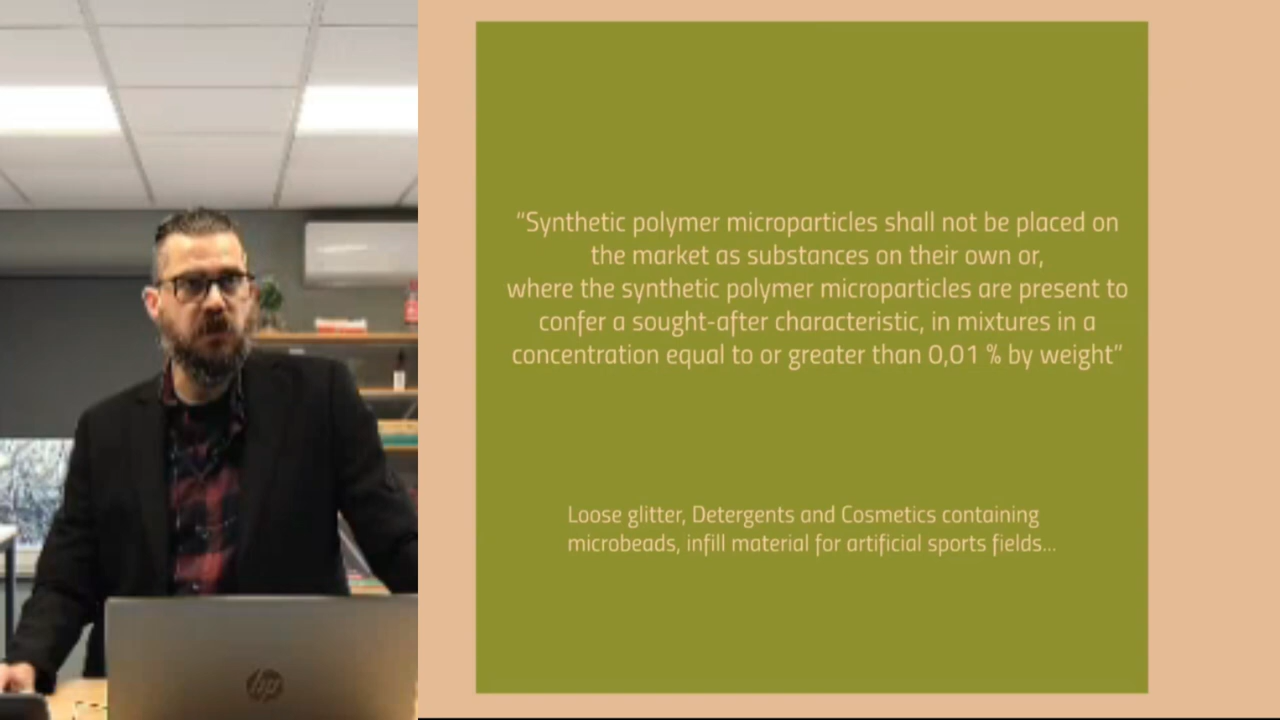 “Synthetic polymer microparticles shall not be placed on
the market as substances on their own or,
where the synthetic polymer microparticles are present to
confer a sought-after characteristic, in mixtures in a
concentration equal to or greater than 0,01 % by weight”
Loose glitter, Detergents and Cosmetics containing
microbeads, infill material for artificial sports fields...
hp